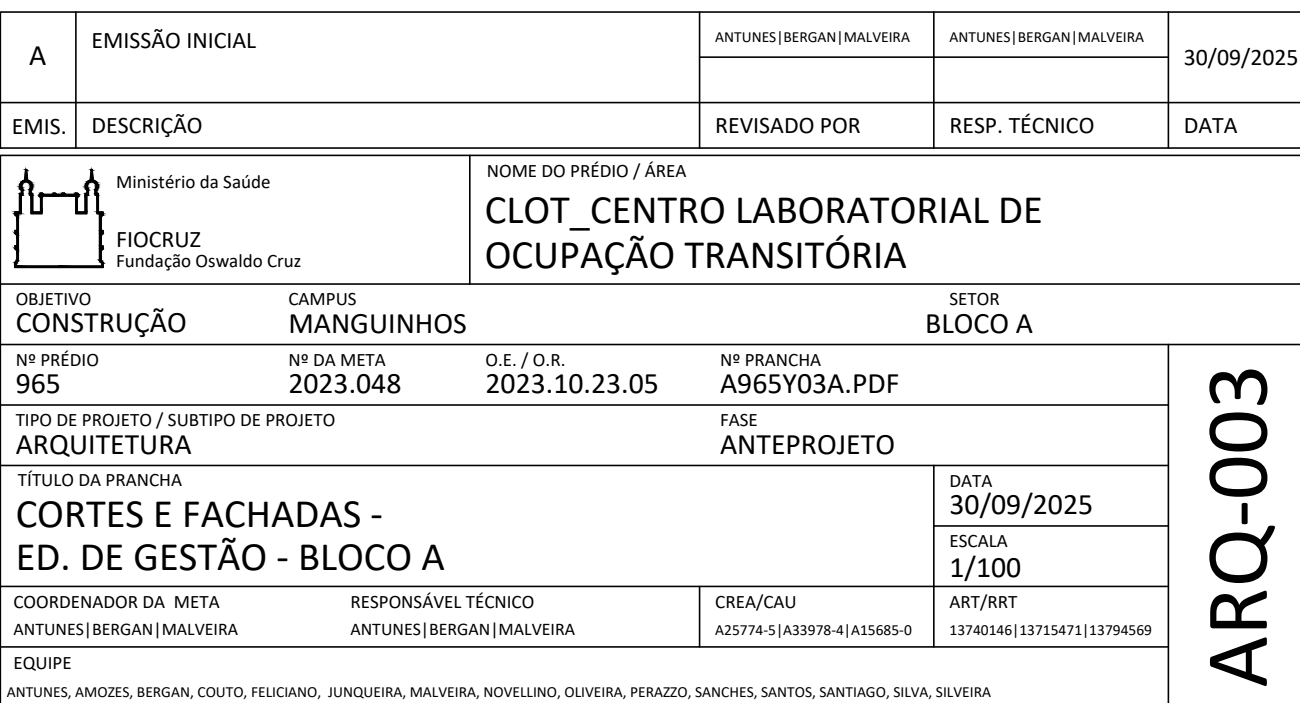 A
EMISSÃO INICIAL
ANTUNES|BERGAN|MALVEIRA
ANTUNES|BERGAN|MALVEIRA
30/09/2025
EMIS.
DESCRIÇÃO
REVISADO POR
RESP. TÉCNICO
DATA
Ministério da Saúde
FIOCRUZ
Fundação Oswaldo Cruz
NOME DO PRÉDIO / ÁREA
CLOT_CENTRO LABORATORIAL DE
OCUPAÇÃO TRANSITÓRIA
OBJETIVO
CONSTRUÇÃO
CAMPUS
MANGUINHOS
SETOR
BLOCO A
Nº PRÉDIO
965
Nº DA META
2023.048
O.E. / O.R.
2023.10.23.05
Nº PRANCHA
A965Y03A.PDF
TIPO DE PROJETO / SUBTIPO DE PROJETO
ARQUITETURA
FASE
ANTEPROJETO
TÍTULO DA PRANCHA
CORTES E FACHADAS -
ED. DE GESTÃO - BLOCO A
DATA
30/09/2025
ESCALA
1/100
COORDENADOR DA META
ANTUNES|BERGAN|MALVEIRA
RESPONSÁVEL TÉCNICO
ANTUNES|BERGAN|MALVEIRA
CREA/CAU
A25774-5|A33978-4|A15685-0
ART/RRT
13740146|13715471|13794569
EQUIPE
ANTUNES, AMOZES, BERGAN, COUTO, FELICIANO, JUNQUEIRA, MALVEIRA, NOVELLINO, OLIVEIRA, PERAZZO, SANCHES, SANTOS, SANTIAGO, SILVA, SILVEIRA
ARQ-003